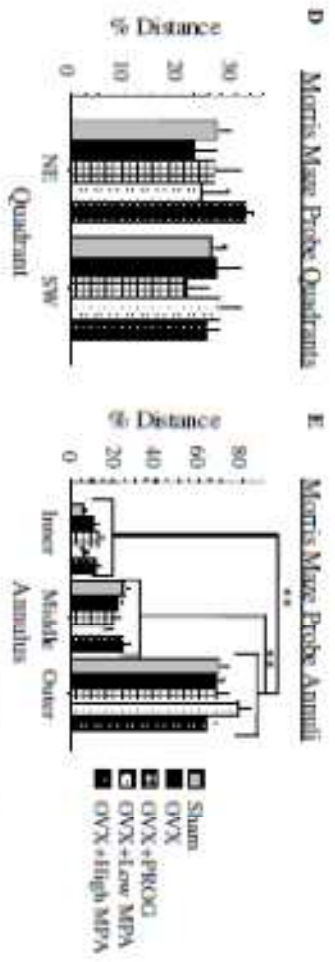 D
Morris Maze Probe Quadrants
% Distance
0
10
20
30
NE
SW
Quadrant
E
Morris Maze Probe Annuli
% Distance
0
20
40
60
80
**
**
Inner
Middle
Outer
Annulus
Sham
OVX
OVX+PROG
OVX+Low MPA
OVX+High MPA